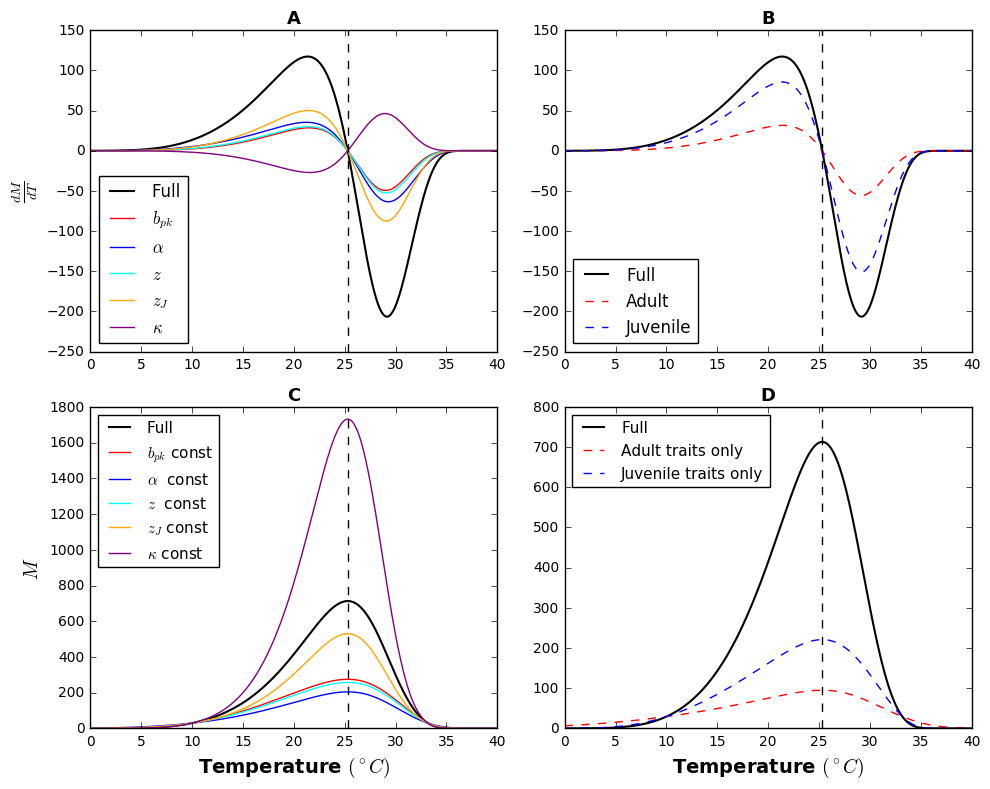 A
150
100
50
0
−50
−100
−150
−200
−250
dM/dT
0 5 10 15 20 25 30 35 40
Full
b_pk
α
z
z_J
κ
B
150
100
50
0
−50
−100
−150
−200
−250
0 5 10 15 20 25 30 35 40
Full
Adult
Juvenile
C
1800
1600
1400
1200
1000
800
600
400
200
0
M
0 5 10 15 20 25 30 35 40
Temperature (°C)
Full
b_pk const
α const
z const
z_J const
κ const
D
800
700
600
500
400
300
200
100
0
0 5 10 15 20 25 30 35 40
Temperature (°C)
Full
Adult traits only
Juvenile traits only